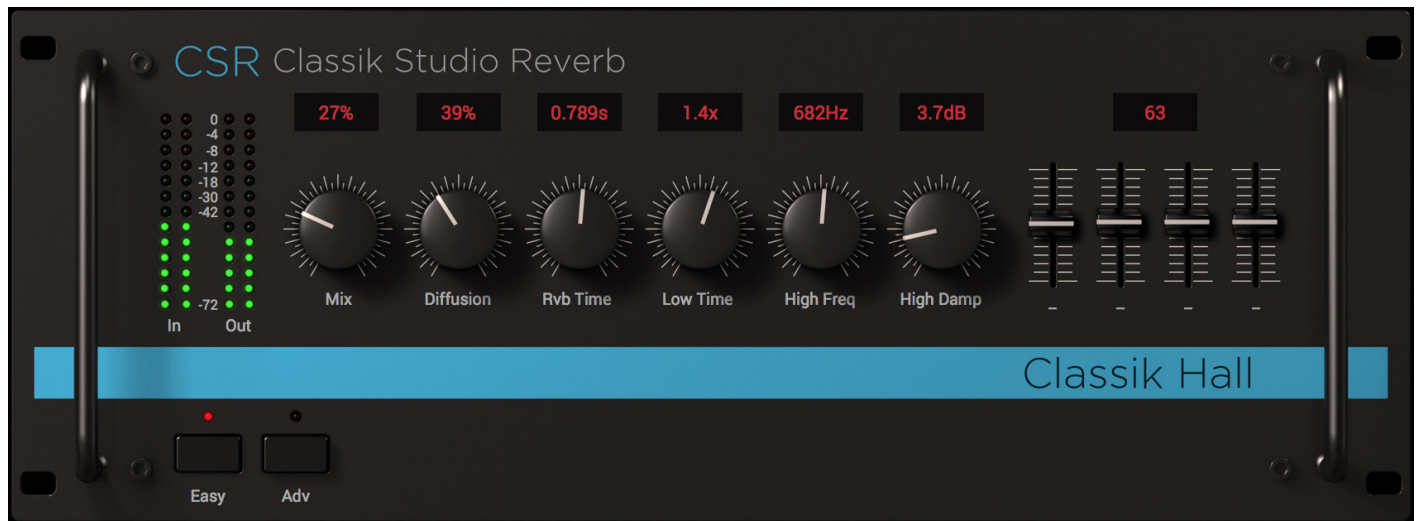 CSR Classik Studio Reverb
27% 39% 0.789s 1.4x 682Hz 3.7dB 63
0
-4
-8
-12
-18
-30
-42
-72
In Out
Mix Diffusion Rvb Time Low Time High Freq High Damp
- - - -
Classik Hall
Easy Adv